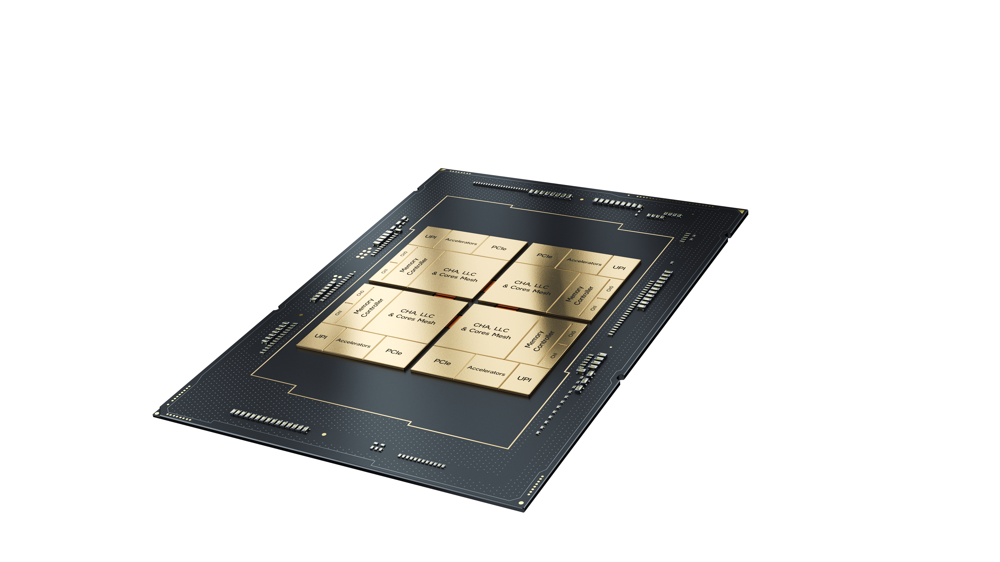 UPI
Accelerators
PCIe
Ch0
Ch1
Memory
Controller
CHA, LLC
& Cores Mesh
PCIe
Accelerators
UPI
CHA, LLC
& Cores Mesh
Memory
Controller
Ch0
Ch1
Ch0
Ch1
Memory
Controller
CHA, LLC
& Cores Mesh
UPI
Accelerators
PCIe
CHA, LLC
& Cores Mesh
Memory
Controller
Ch0
Ch1
PCIe
Accelerators
UPI